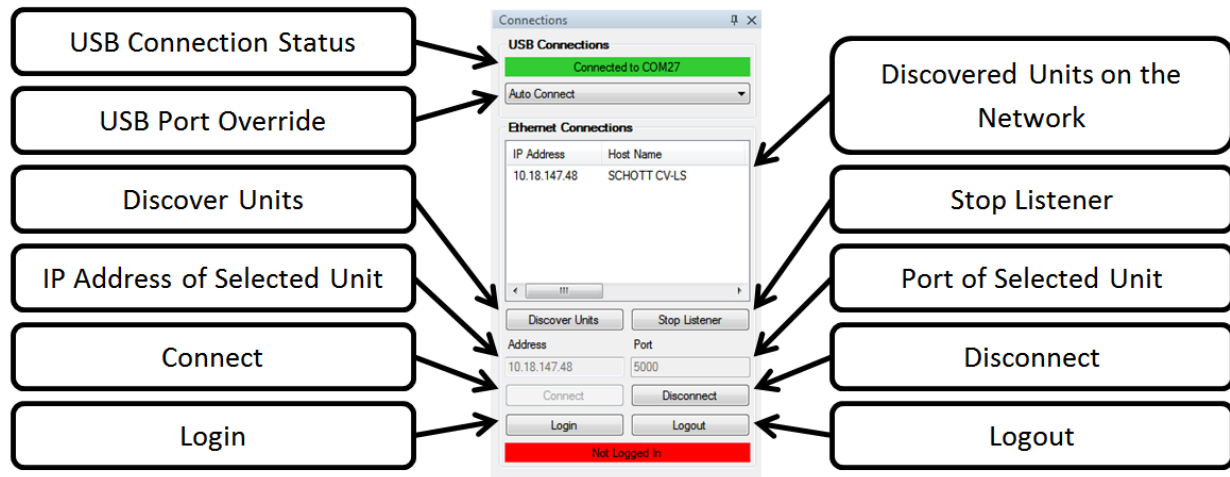 USB Connection Status
USB Port Override
Discover Units
IP Address of Selected Unit
Connect
Login
Connections
USB Connections
Connected to COM27
Auto Connect
Ethernet Connections
IP Address Host Name
10.18.147.48 SCHOTT CV-LS
Discover Units Stop Listener
Address Port
10.18.147.48 5000
Connect Disconnect
Login Logout
Not Logged In
Discovered Units on the
Network
Stop Listener
Port of Selected Unit
Disconnect
Logout